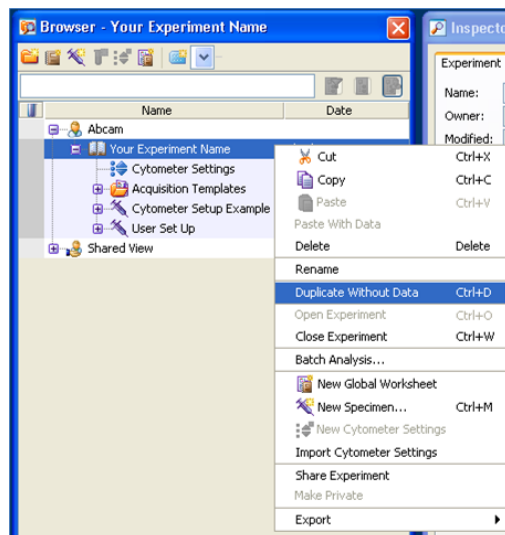 Browser - Your Experiment Name
Inspecto
Experiment
Name:
Owner:
Modified:
Name Date
Abcam
Your Experiment Name
Cytometer Settings
Acquisition Templates
Cytometer Setup Example
User Set Up
Shared View
Cut Ctrl+X
Copy Ctrl+C
Paste Ctrl+V
Paste With Data
Delete Delete
Rename
Duplicate Without Data Ctrl+D
Open Experiment Ctrl+O
Close Experiment Ctrl+W
Batch Analysis...
New Global Worksheet
New Specimen... Ctrl+M
New Cytometer Settings
Import Cytometer Settings
Share Experiment
Make Private
Export